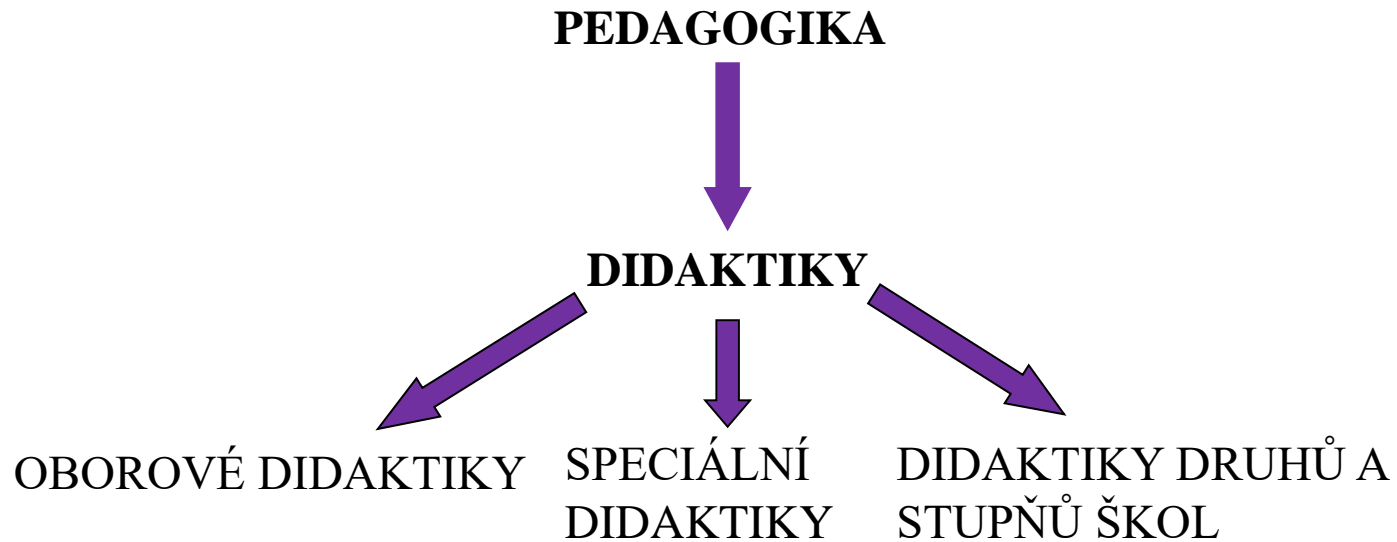 PEDAGOGIKA
DIDAKTIKY
OBOROVÉ DIDAKTIKY
SPECIÁLNÍ
DIDAKTIKY
DIDAKTIKY DRUHŮ A
STUPŇŮ ŠKOL